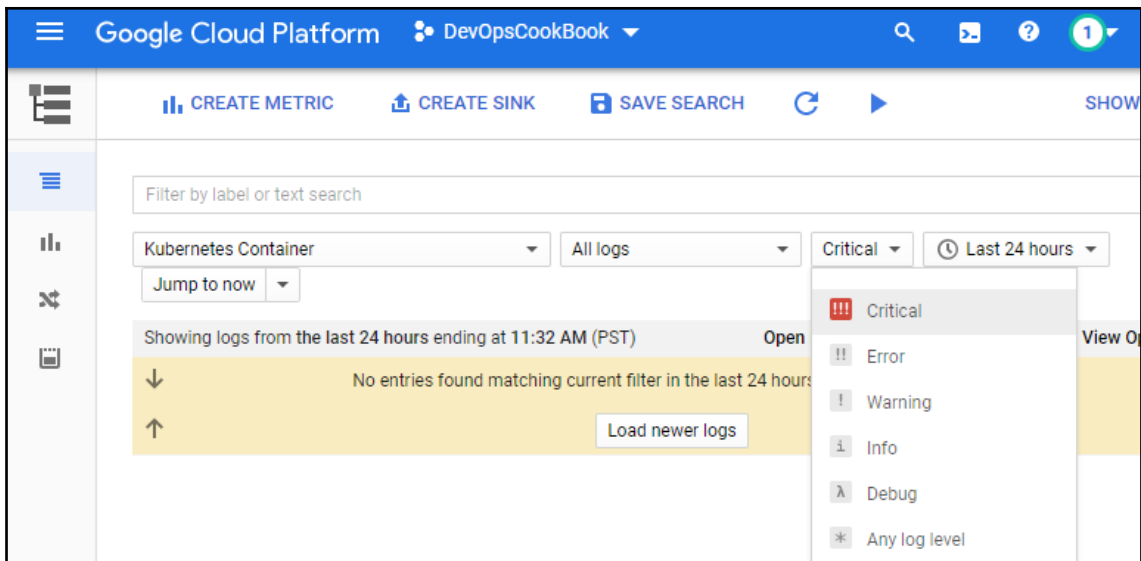 Google Cloud Platform DevOpsCookBook 1
CREATE METRIC CREATE SINK SAVE SEARCH SHOW
Filter by label or text search
Kubernetes Container All logs Critical Last 24 hours
Jump to now
!!! Critical
Showing logs from the last 24 hours ending at 11:32 AM (PST) Open View Op
!! Error
No entries found matching current filter in the last 24 hours
! Warning
Load newer logs
i Info
λ Debug
* Any log level